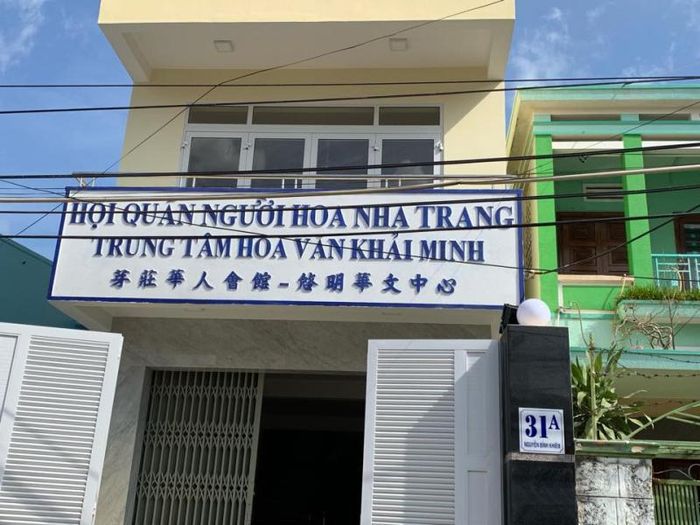 HỘI QUÁN NGƯỜI HOA NHA TRANG
TRUNG TÂM HOA VĂN KHẢI MINH
芽莊華人會館 - 啓明華文中心
31A
NGUYỄN BỈNH KHIÊM